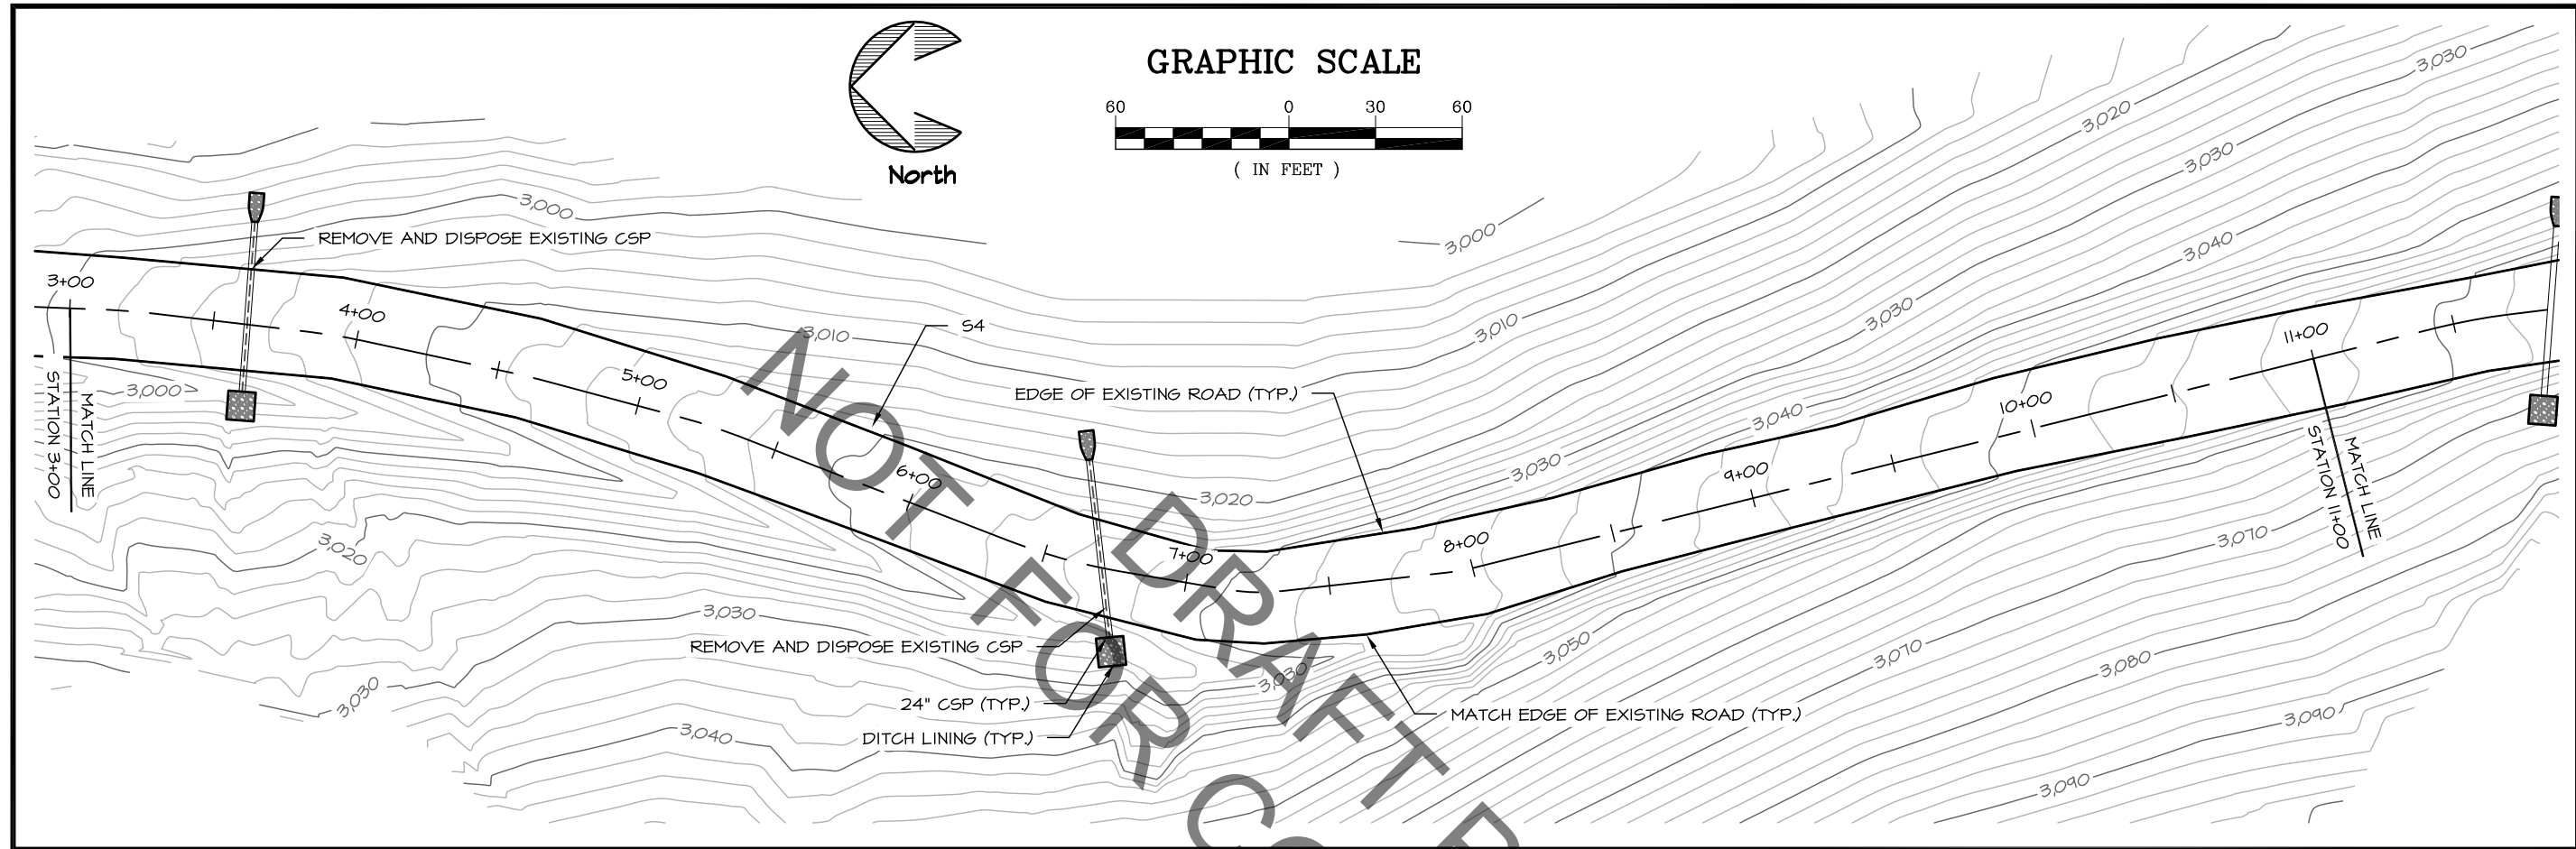 GRAPHIC SCALE
60 0 30 60
( IN FEET )
North
3,030
3,020
3,030
3,000
3,000
3,040
REMOVE AND DISPOSE EXISTING CSP
3+00
4+00
3,010
S4
3,010
3,030
11+00
5+00
EDGE OF EXISTING ROAD (TYP.)
3,000
3,040
10+00
MATCH LINE
STATION 3+00
6+00
3,030
9+00
MATCH LINE
STATION 11+00
3,020
3,020
8+00
3,070
7+00
3,030
REMOVE AND DISPOSE EXISTING CSP
3,050
3,070
3,080
3,030
3,030
24" CSP (TYP.)
MATCH EDGE OF EXISTING ROAD (TYP.)
3,090
3,040
DITCH LINING (TYP.)
3,090
DRAFT
NOT FOR